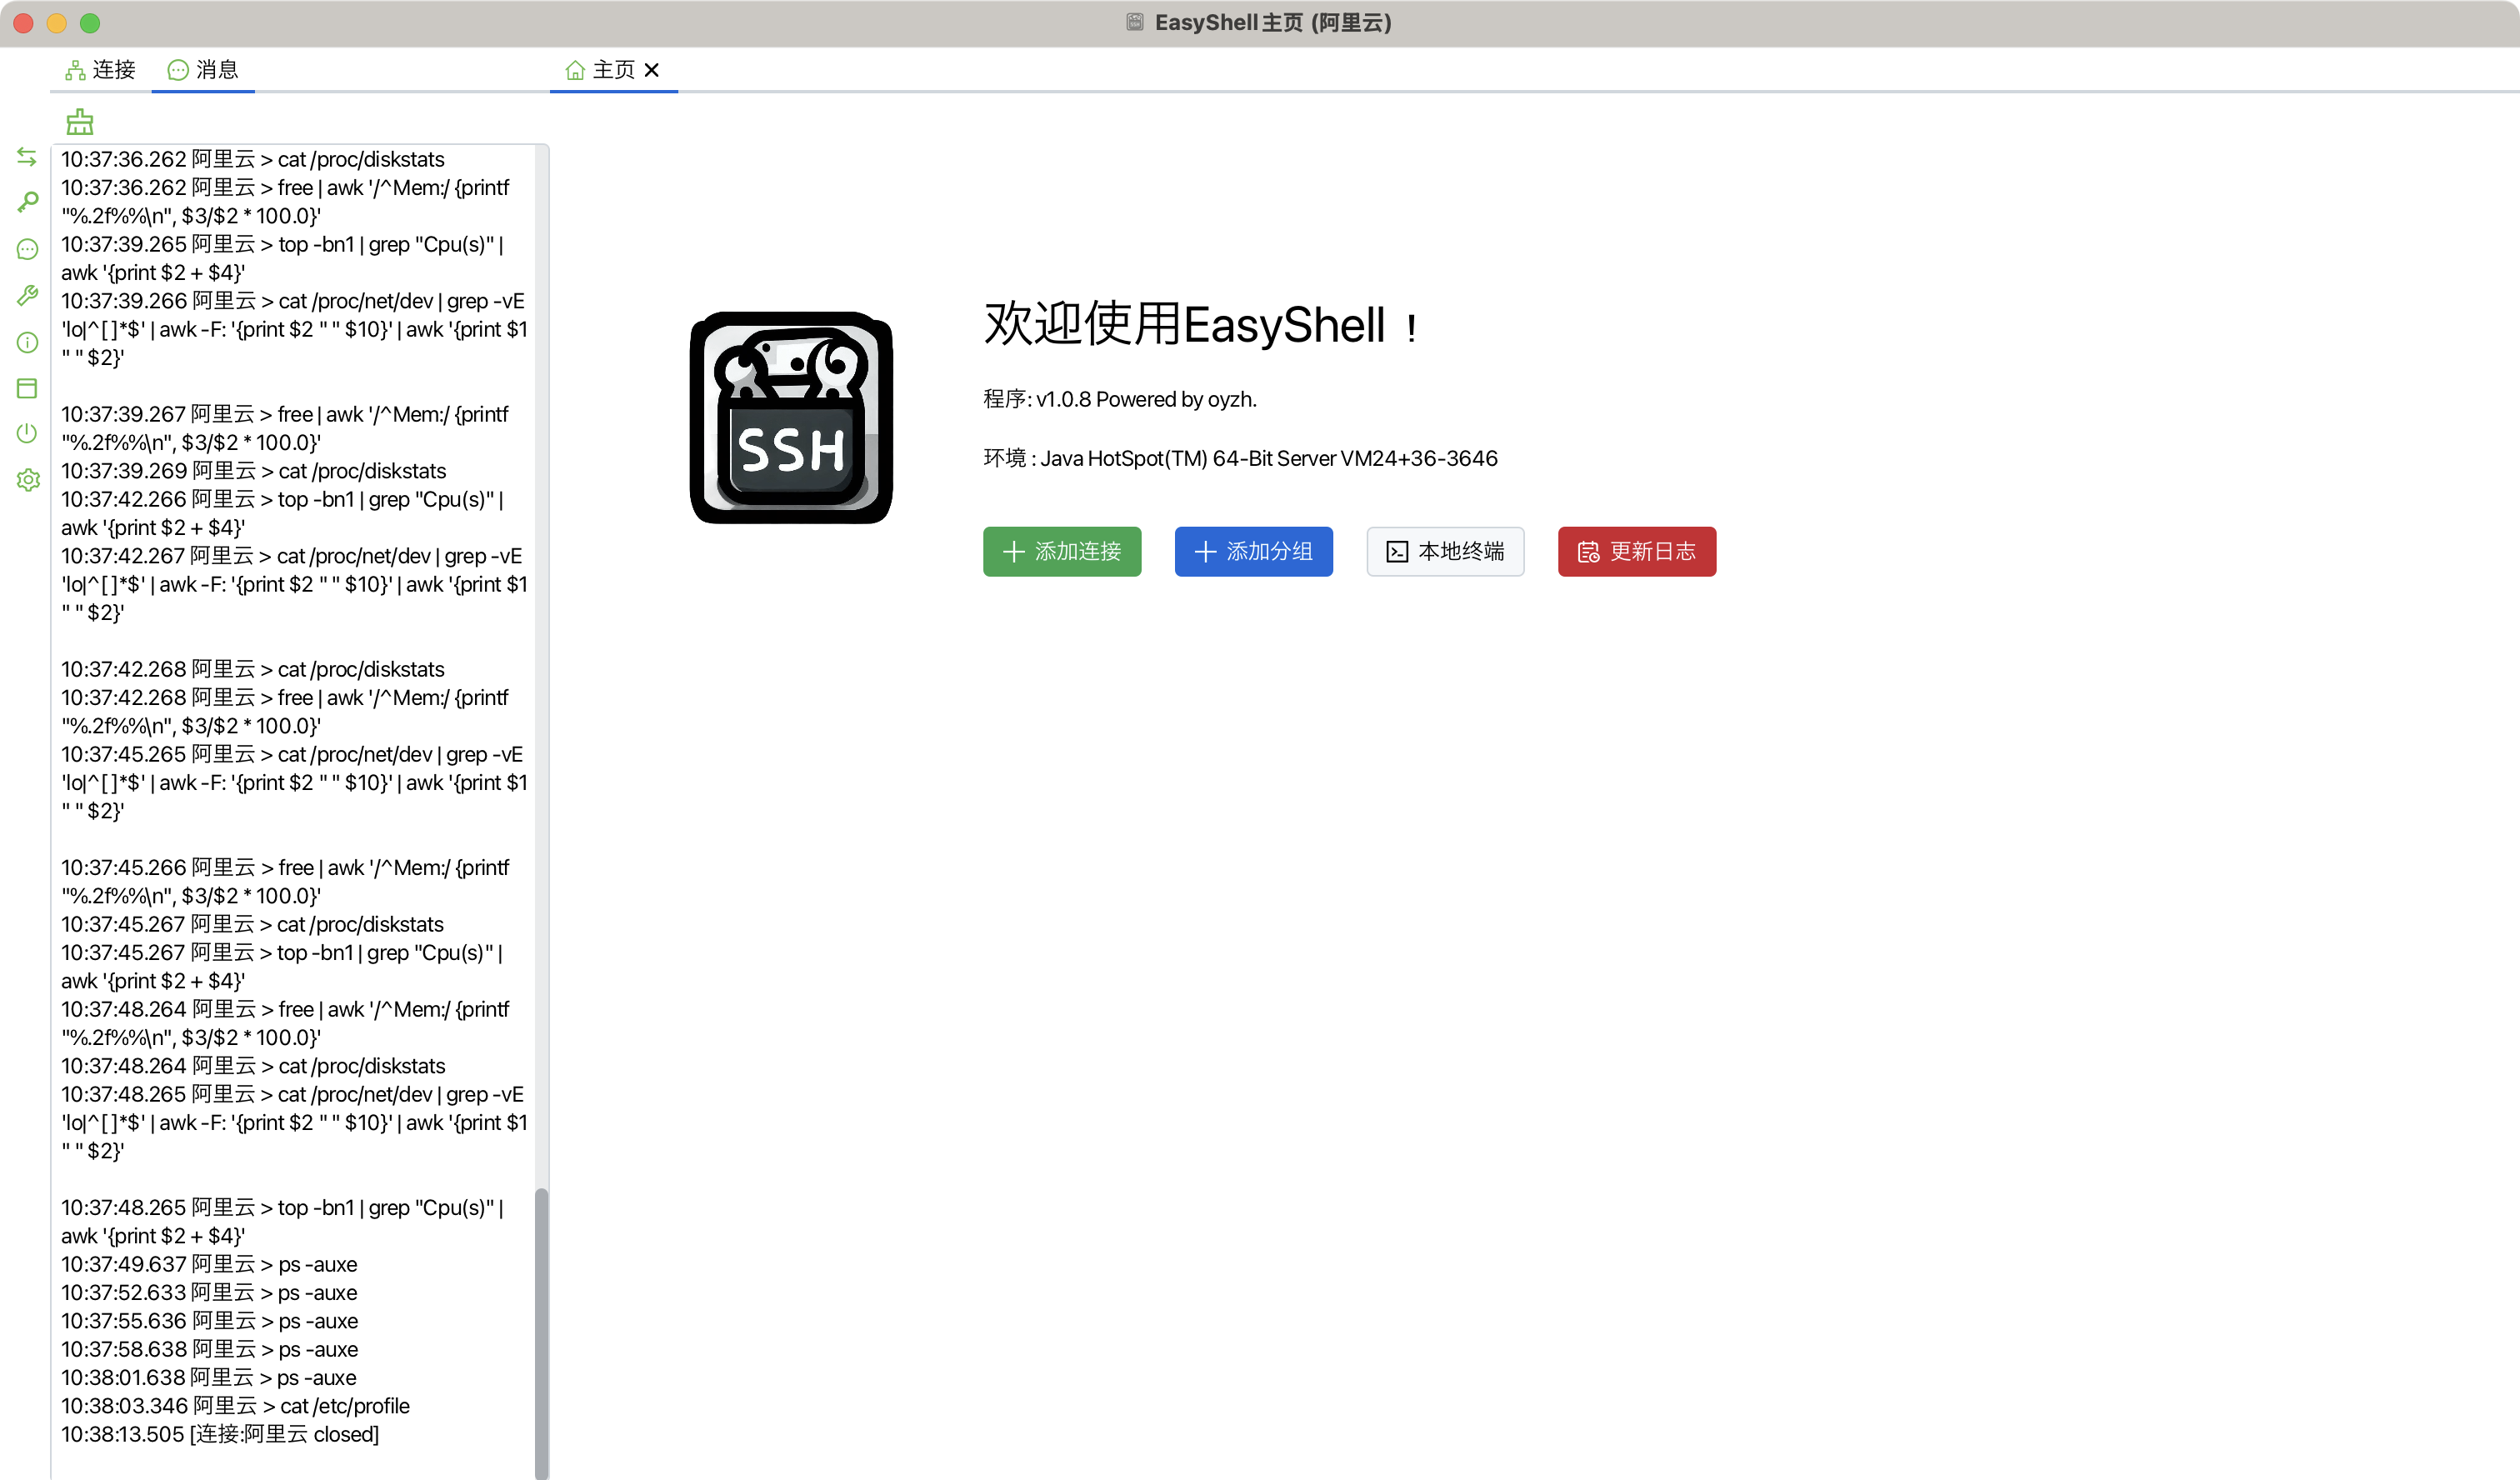 EasyShell主页 (阿里云)
连接
消息
主页
10:37:36.262 阿里云 > cat /proc/diskstats
10:37:36.262 阿里云 > free | awk '/^Mem:/ {printf
"%.2f%%\n", $3/$2 * 100.0}'
10:37:39.265 阿里云 > top -bn1 | grep "Cpu(s)" |
awk '{print $2 + $4}'
10:37:39.266 阿里云 > cat /proc/net/dev | grep -vE
'lo|^[ ]*$' | awk -F: '{print $2 " " $10}' | awk '{print $1
" " $2}'
10:37:39.267 阿里云 > free | awk '/^Mem:/ {printf
"%.2f%%\n", $3/$2 * 100.0}'
10:37:39.269 阿里云 > cat /proc/diskstats
10:37:42.266 阿里云 > top -bn1 | grep "Cpu(s)" |
awk '{print $2 + $4}'
10:37:42.267 阿里云 > cat /proc/net/dev | grep -vE
'lo|^[ ]*$' | awk -F: '{print $2 " " $10}' | awk '{print $1
" " $2}'
10:37:42.268 阿里云 > cat /proc/diskstats
10:37:42.268 阿里云 > free | awk '/^Mem:/ {printf
"%.2f%%\n", $3/$2 * 100.0}'
10:37:45.265 阿里云 > cat /proc/net/dev | grep -vE
'lo|^[ ]*$' | awk -F: '{print $2 " " $10}' | awk '{print $1
" " $2}'
10:37:45.266 阿里云 > free | awk '/^Mem:/ {printf
"%.2f%%\n", $3/$2 * 100.0}'
10:37:45.267 阿里云 > cat /proc/diskstats
10:37:45.267 阿里云 > top -bn1 | grep "Cpu(s)" |
awk '{print $2 + $4}'
10:37:48.264 阿里云 > free | awk '/^Mem:/ {printf
"%.2f%%\n", $3/$2 * 100.0}'
10:37:48.264 阿里云 > cat /proc/diskstats
10:37:48.265 阿里云 > cat /proc/net/dev | grep -vE
'lo|^[ ]*$' | awk -F: '{print $2 " " $10}' | awk '{print $1
" " $2}'
10:37:48.265 阿里云 > top -bn1 | grep "Cpu(s)" |
awk '{print $2 + $4}'
10:37:49.637 阿里云 > ps -auxe
10:37:52.633 阿里云 > ps -auxe
10:37:55.636 阿里云 > ps -auxe
10:37:58.638 阿里云 > ps -auxe
10:38:01.638 阿里云 > ps -auxe
10:38:03.346 阿里云 > cat /etc/profile
10:38:13.505 [连接:阿里云 closed]
SSH
欢迎使用EasyShell！
程序: v1.0.8 Powered by oyzh.
环境 : Java HotSpot(TM) 64-Bit Server VM24+36-3646
添加连接
添加分组
本地终端
更新日志